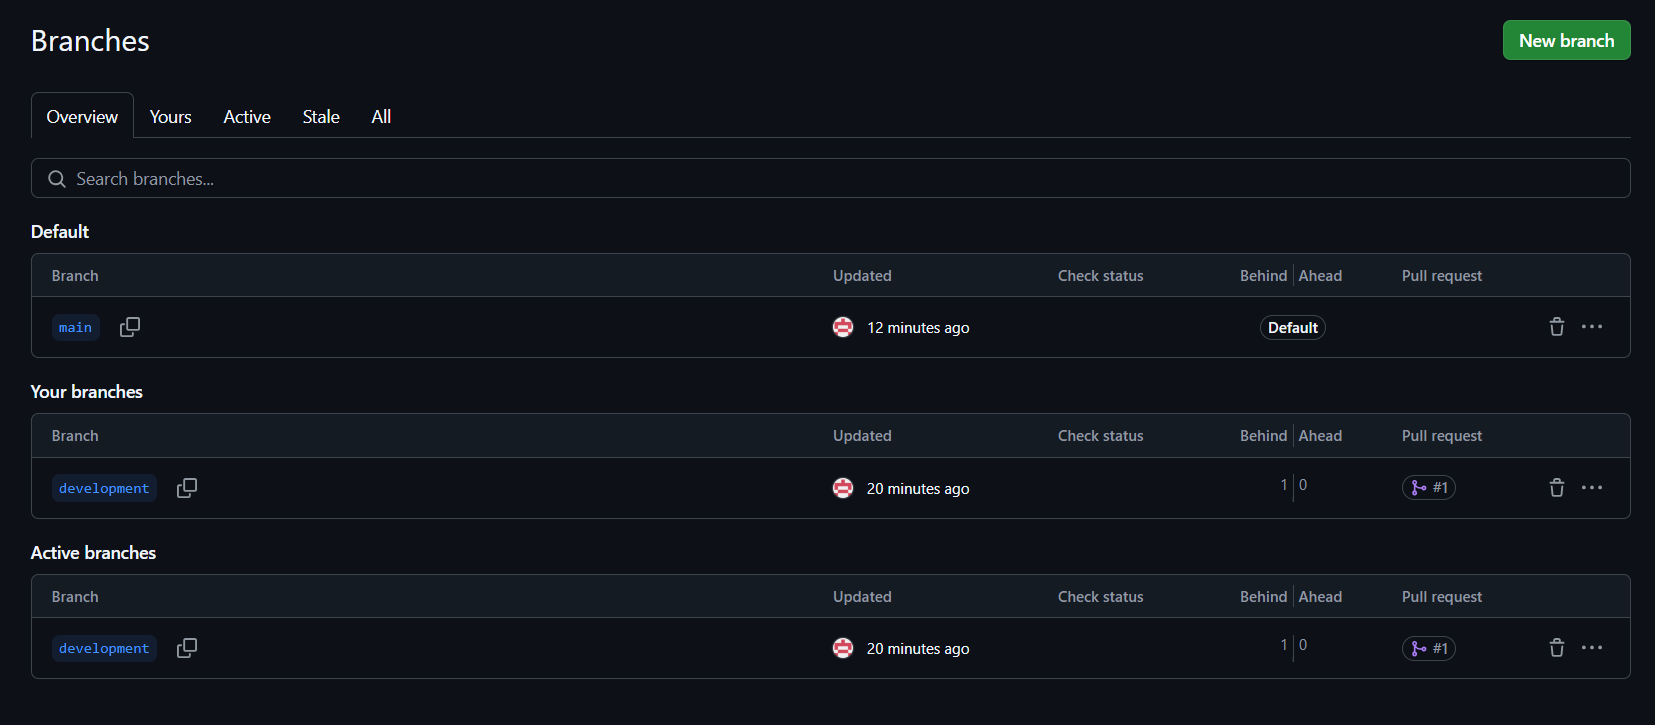 Branches
New branch
Overview Yours Active Stale All
Search branches...
Default
Branch Updated Check status Behind Ahead Pull request
main 12 minutes ago Default
Your branches
Branch Updated Check status Behind Ahead Pull request
development 20 minutes ago 1 0 #1
Active branches
Branch Updated Check status Behind Ahead Pull request
development 20 minutes ago 1 0 #1